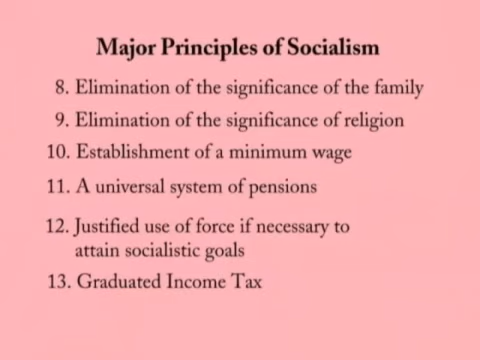 Major Principles of Socialism
8. Elimination of the significance of the family
9. Elimination of the significance of religion
10. Establishment of a minimum wage
11. A universal system of pensions
12. Justified use of force if necessary to
attain socialistic goals
13. Graduated Income Tax